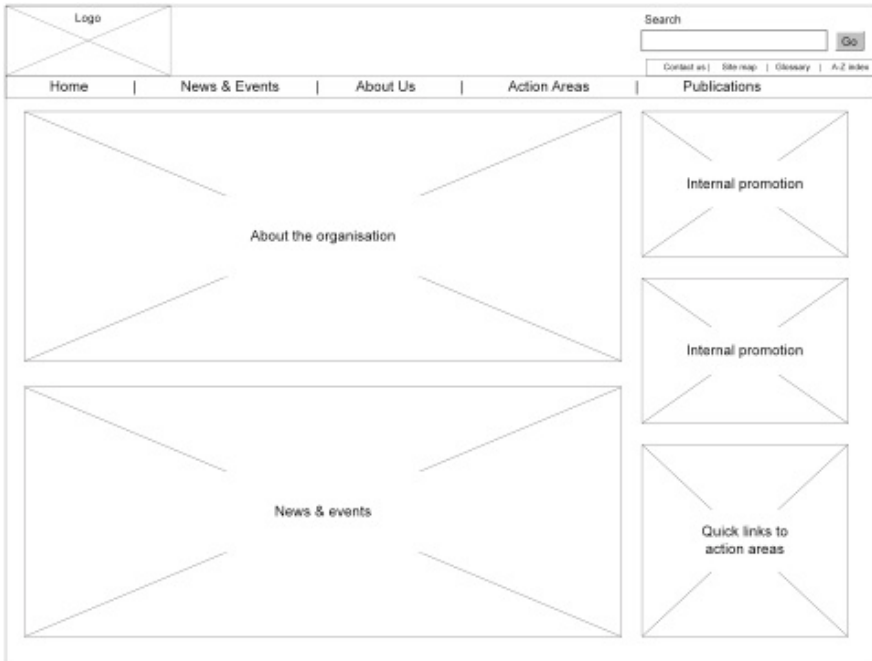 Logo
Search
Go
Contact us | Site map | Glossary | A-Z index
Home | News & Events | About Us | Action Areas | Publications
About the organisation
Internal promotion
Internal promotion
News & events
Quick links to
action areas